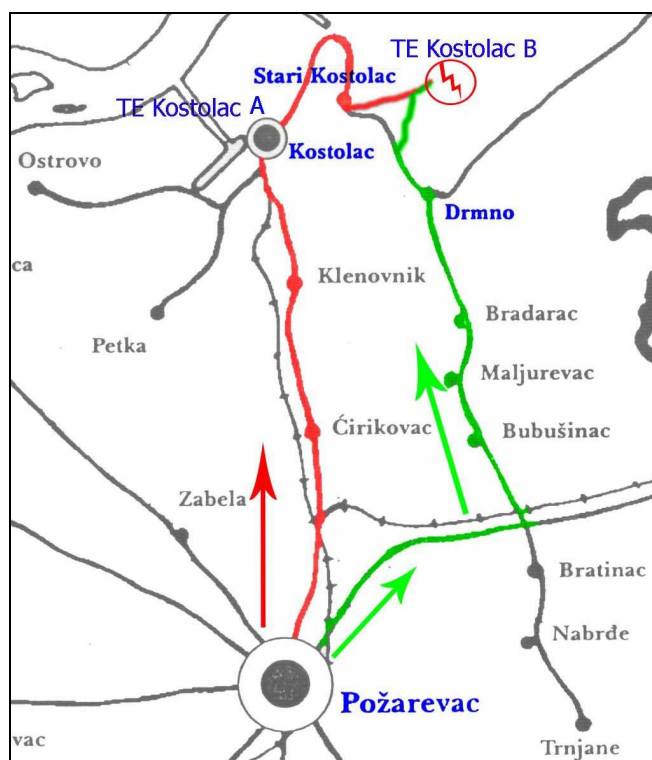 TE Kostolac B
Stari Kostolac
TE Kostolac A
Kostolac
Ostrovo
Drmno
ca
Klenovnik
Bradarac
Petka
Maljurevac
Ćirikovac
Bubušinac
Zabela
Bratinac
Nabrđe
Požarevac
vac
Trnjane